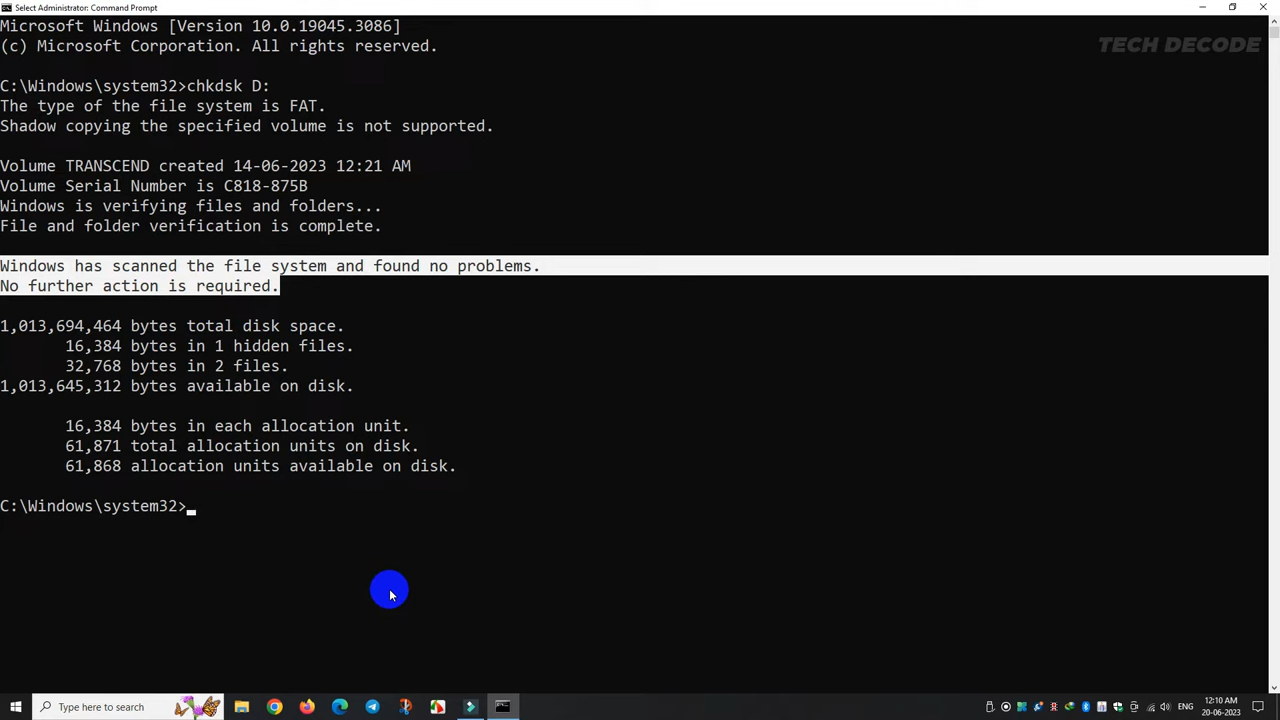 Select Administrator: Command Prompt
Microsoft Windows [Version 10.0.19045.3086]
(c) Microsoft Corporation. All rights reserved.
TECH DECODE
C:\Windows\system32>chkdsk D:
The type of the file system is FAT.
Shadow copying the specified volume is not supported.
Volume TRANSCEND created 14-06-2023 12:21 AM
Volume Serial Number is C818-875B
Windows is verifying files and folders...
File and folder verification is complete.
Windows has scanned the file system and found no problems.
No further action is required.
1,013,694,464 bytes total disk space.
16,384 bytes in 1 hidden files.
32,768 bytes in 2 files.
1,013,645,312 bytes available on disk.
16,384 bytes in each allocation unit.
61,871 total allocation units on disk.
61,868 allocation units available on disk.
C:\Windows\system32>
Type here to search
ENG
12:10 AM
20-06-2023